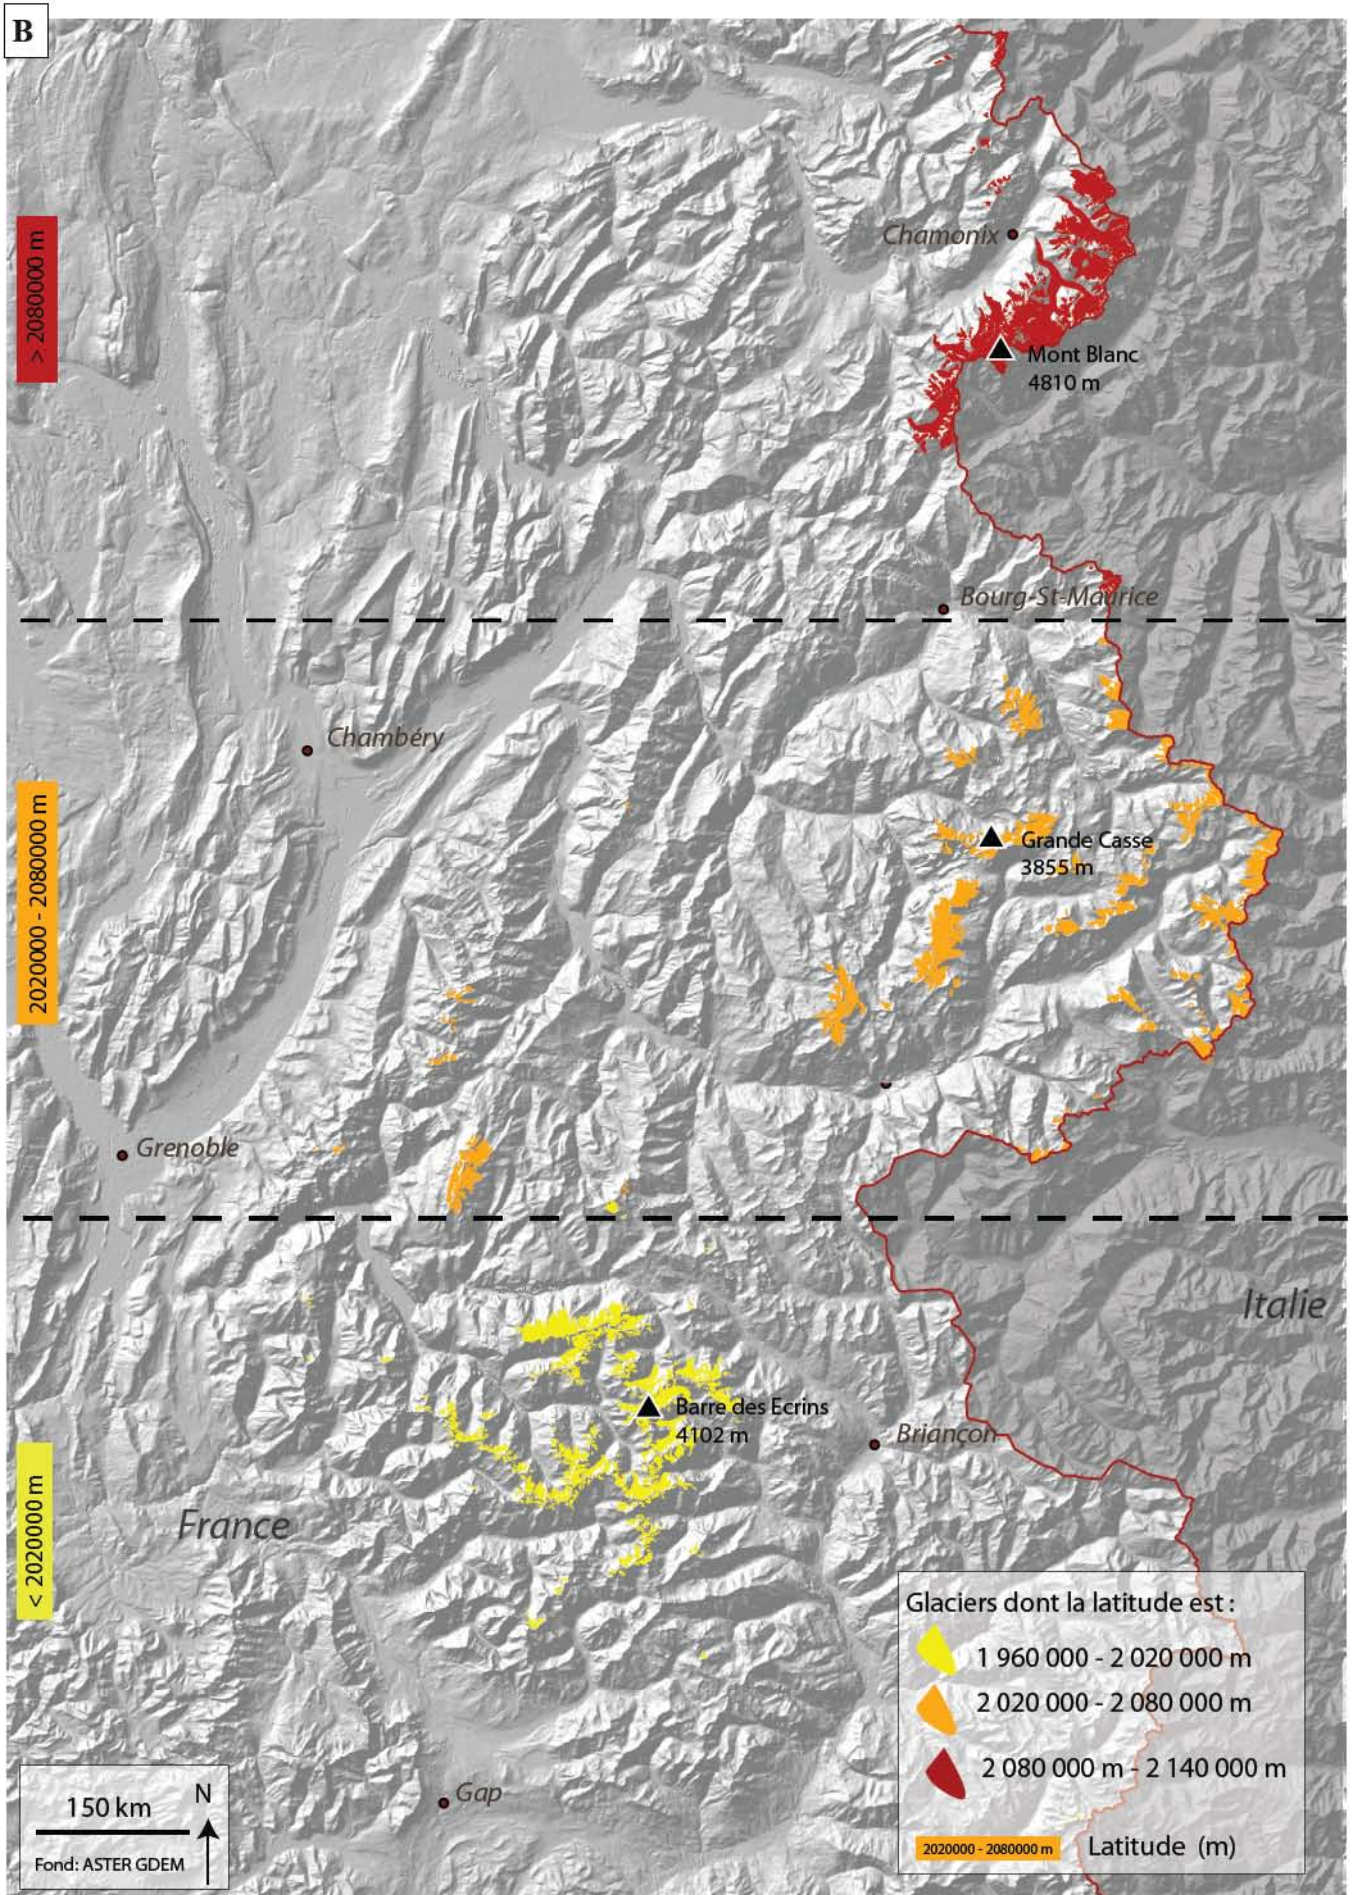 B
> 2080000 m
Chamonix
Mont Blanc
4810 m
Bourg-St-Maurice
Chambéry
2020000 - 2080000 m
Grande Casse
3855 m
Grenoble
Italie
Barre des Ecrins
4102 m
Briançon
< 2020000 m
France
Glaciers dont la latitude est :
1 960 000 - 2 020 000 m
2 020 000 - 2 080 000 m
2 080 000 m - 2 140 000 m
2020000 - 2080000 m Latitude (m)
Gap
150 km
N
Fond: ASTER GDEM